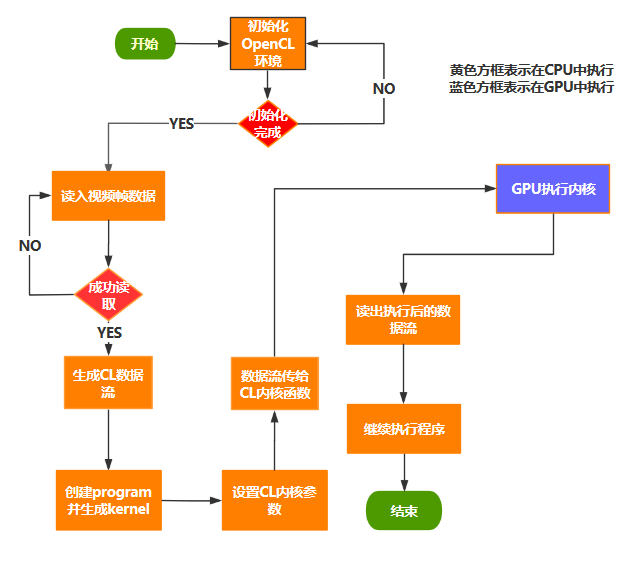 开始
初始化
OpenCL
环境
黄色方框表示在CPU中执行
蓝色方框表示在GPU中执行
NO
初始化
完成
YES
读入视频帧数据
NO
成功读
取
YES
生成CL数据
流
创建program
并生成kernel
设置CL内核参
数
数据流传给
CL内核函数
GPU执行内核
读出执行后的数
据流
继续执行程序
结束